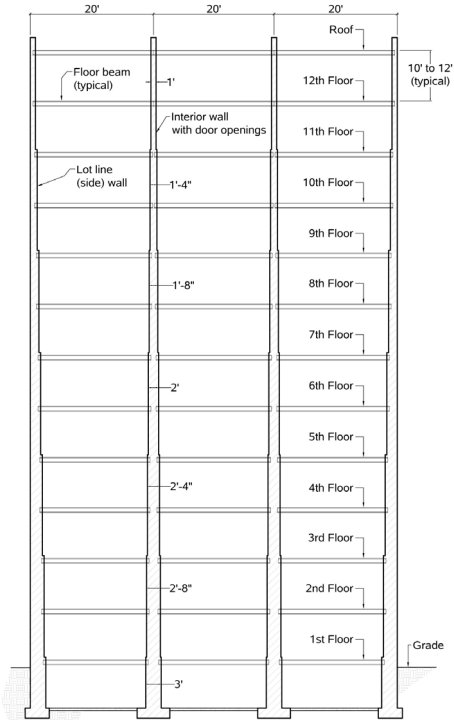 20'
20'
20'
Roof
10' to 12'
(typical)
Floor beam
(typical)
1'
12th Floor
Interior wall
with door openings
11th Floor
Lot line
(side) wall
1'-4"
10th Floor
9th Floor
1'-8"
8th Floor
7th Floor
2'
6th Floor
5th Floor
2'-4"
4th Floor
3rd Floor
2'-8"
2nd Floor
1st Floor
Grade
3'